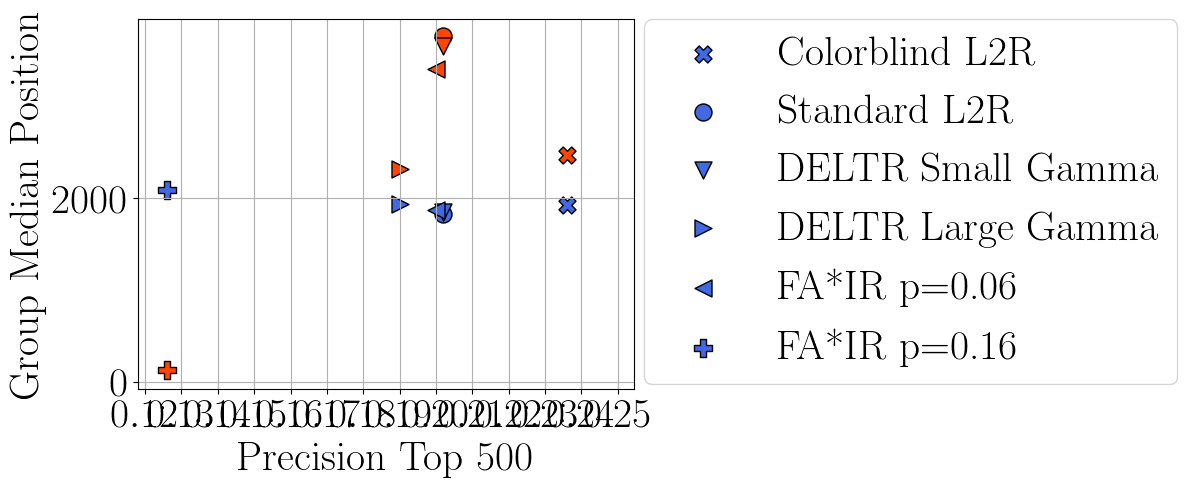 Group Median Position
2000
0
0.12 0.13 0.14 0.15 0.16 0.17 0.18 0.19 0.20 0.21 0.22 0.23 0.24 0.25
Precision Top 500
Colorblind L2R
Standard L2R
DELTR Small Gamma
DELTR Large Gamma
FA*IR p=0.06
FA*IR p=0.16